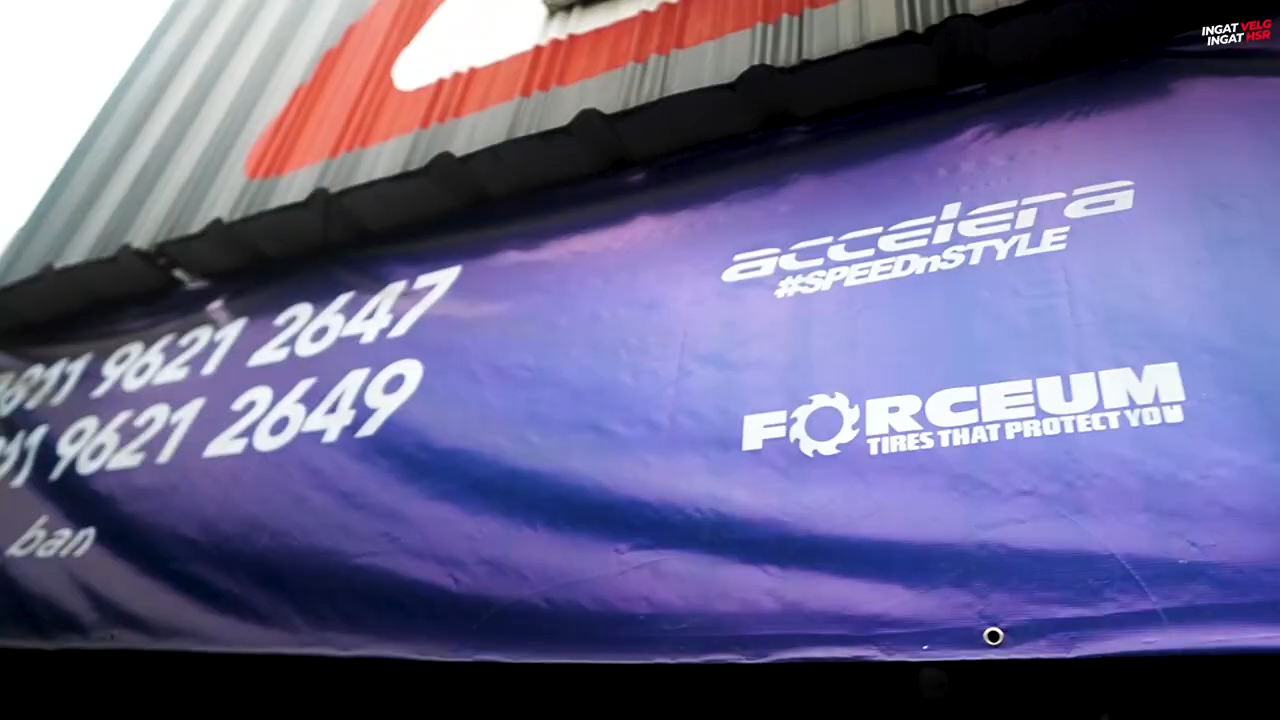 INGAT VELG
INGAT HSR
accelera
#SPEEDnSTYLE
9621 2647
9621 2649
ban
FORCEUM
TIRES THAT PROTECT YOU